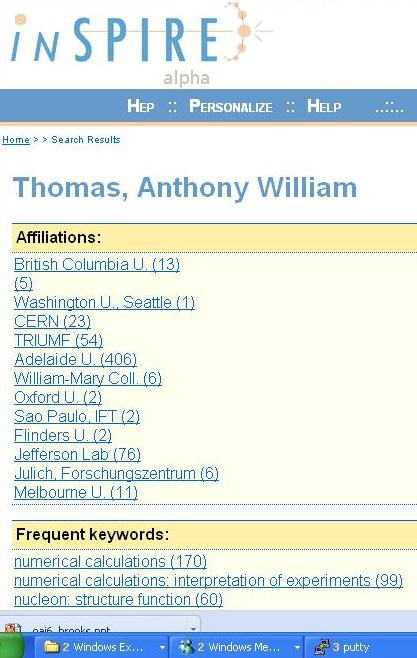 inSPIRE
alpha
HEP :: PERSONALIZE :: HELP ..::..
Home > > Search Results
Thomas, Anthony William
Affiliations:
British Columbia U. (13)
(5)
Washington U., Seattle (1)
CERN (23)
TRIUMF (54)
Adelaide U. (406)
William-Mary Coll. (6)
Oxford U. (2)
Sao Paulo, IFT (2)
Flinders U. (2)
Jefferson Lab (76)
Julich, Forschungszentrum (6)
Melbourne U. (11)
Frequent keywords:
numerical calculations (170)
numerical calculations: interpretation of experiments (99)
nucleon: structure function (60)
oai6_brooks.ppt
2 Windows Ex... 2 Windows Me... 3 putty